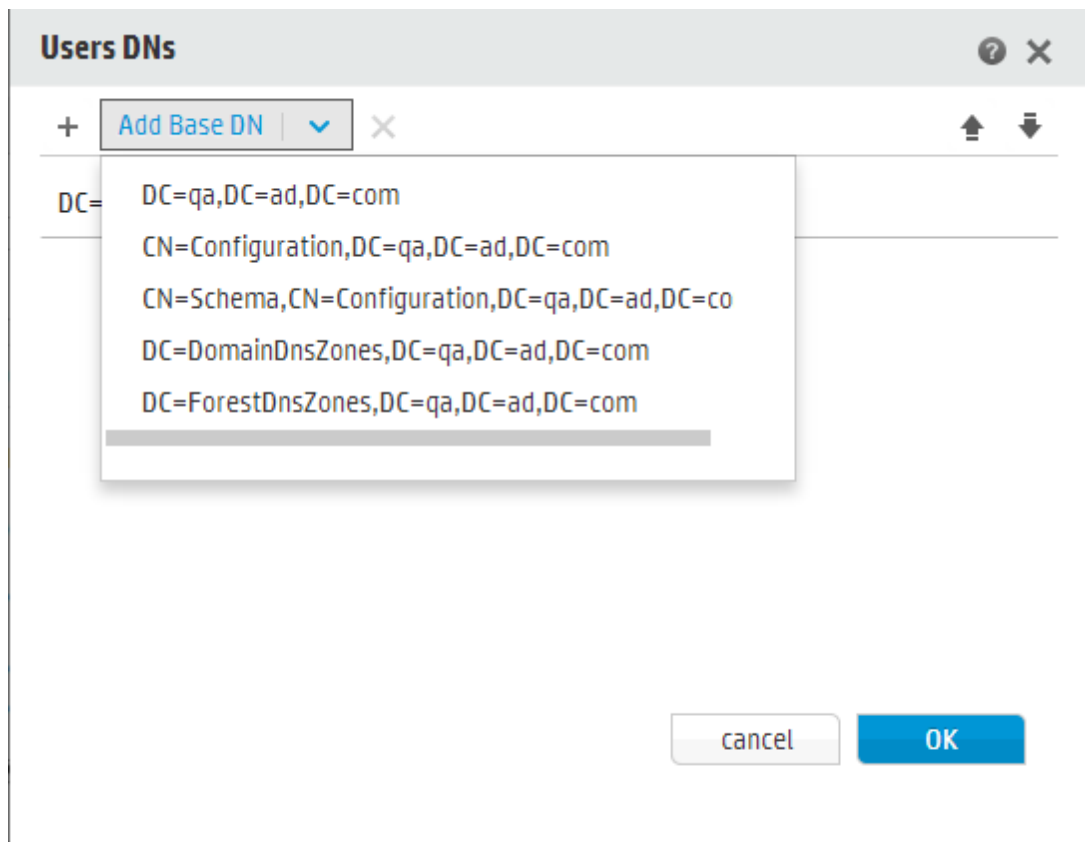 Users DNs
Add Base DN
DC=
DC=qa,DC=ad,DC=com
CN=Configuration,DC=qa,DC=ad,DC=com
CN=Schema,CN=Configuration,DC=qa,DC=ad,DC=co
DC=DomainDnsZones,DC=qa,DC=ad,DC=com
DC=ForestDnsZones,DC=qa,DC=ad,DC=com
cancel
OK